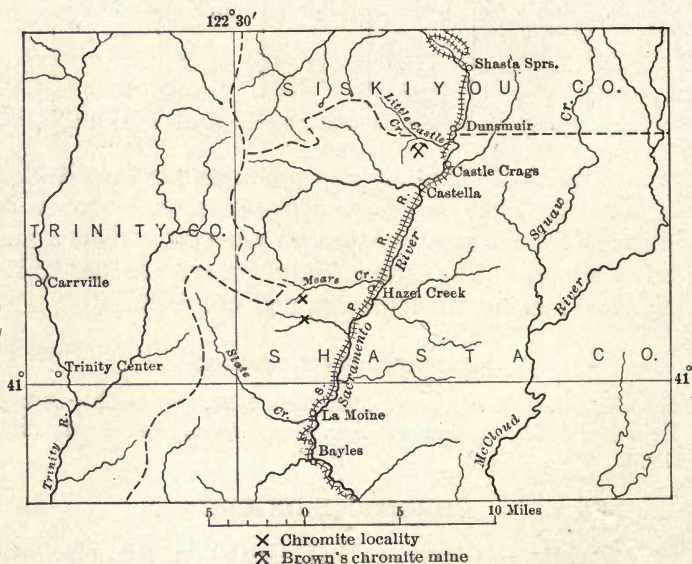 122°30′
Shasta Sprs.
SISKIYOU CO.
Little Castle Cr.
Dunsmuir
Castle Crags
Castella
Squaw Cr.
TRINITY CO.
R. R.
River
Carrville
Mears Cr.
Hazel Creek
Trinity Center
S. P.
Sacramento
SHASTA CO.
41°
41°
Slate Cr.
La Moine
Bayles
Trinity R.
McCloud River
5 0 5 10 Miles
× Chromite locality
Brown's chromite mine